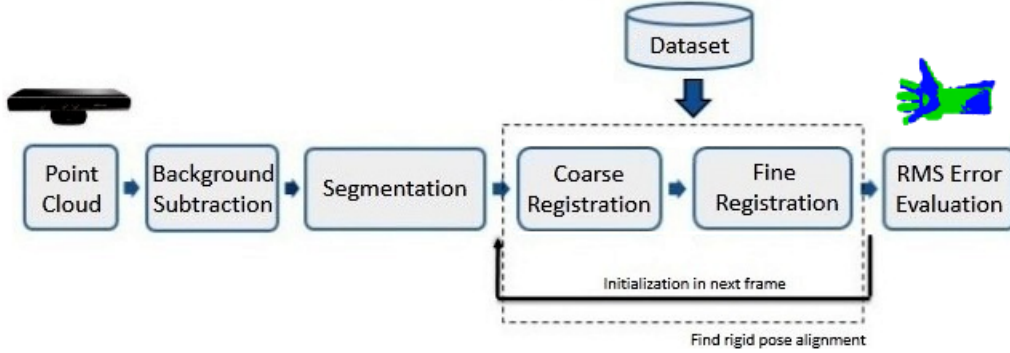 Dataset
Point
Cloud
Background
Subtraction
Segmentation
Coarse
Registration
Fine
Registration
RMS Error
Evaluation
Initialization in next frame
Find rigid pose alignment